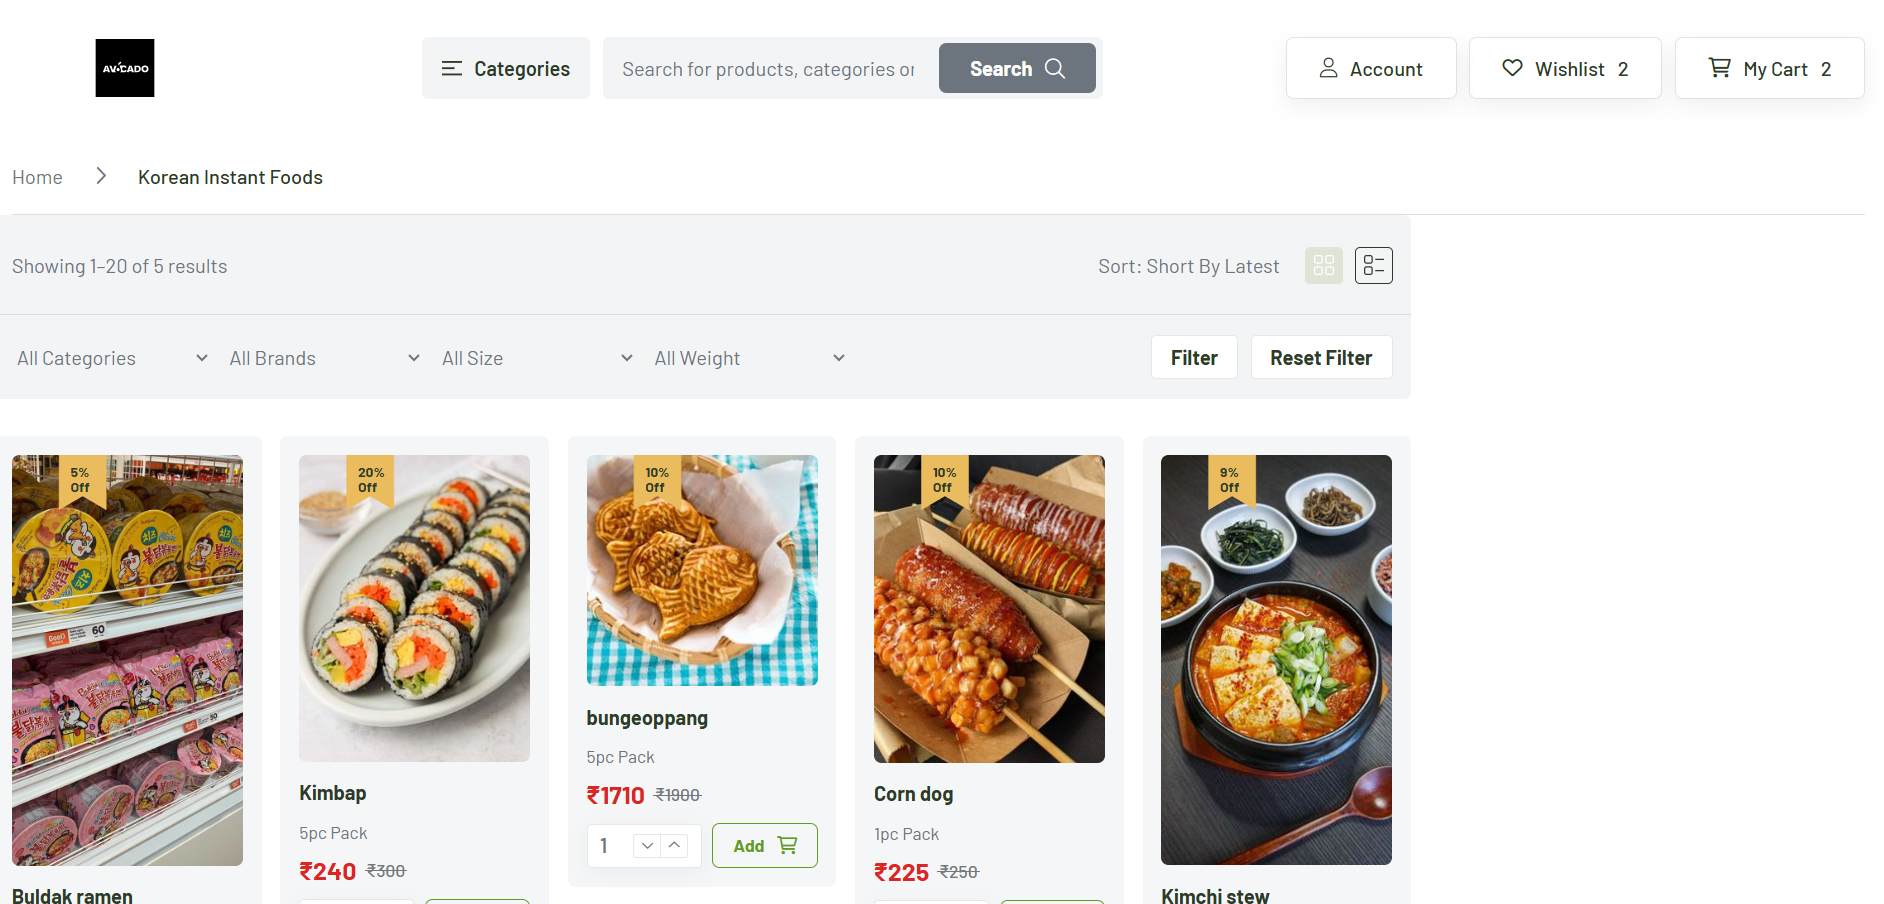 AVOCADO
Categories
Search for products, categories or
Search
Account
Wishlist 2
My Cart 2
Home
Korean Instant Foods
Showing 1–20 of 5 results
Sort: Short By Latest
All Categories
All Brands
All Size
All Weight
Filter
Reset Filter
5%
Off
60
50
Buldak ramen
20%
Off
Kimbap
5pc Pack
₹240 ₹300
10%
Off
bungeoppang
5pc Pack
₹1710 ₹1900
1
Add
10%
Off
Corn dog
1pc Pack
₹225 ₹250
9%
Off
Kimchi stew